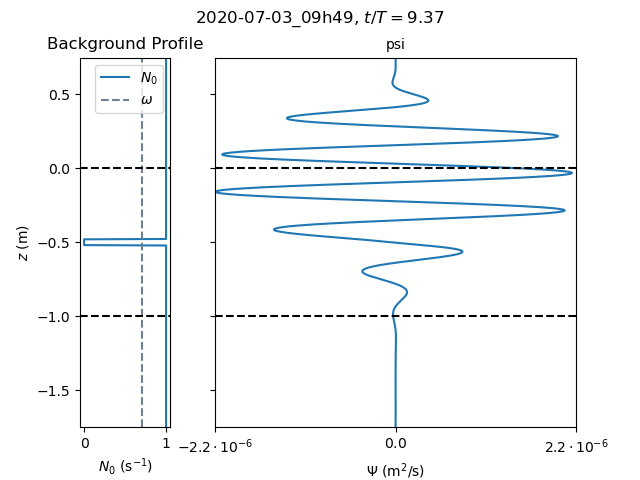 2020-07-03_09h49, t/T = 9.37
Background Profile
psi
N₀
ω
0.5
0.0
−0.5
−1.0
−1.5
z (m)
0 1
N₀ (s⁻¹)
−2.2 · 10⁻⁶ 0.0 2.2 · 10⁻⁶
Ψ (m²/s)